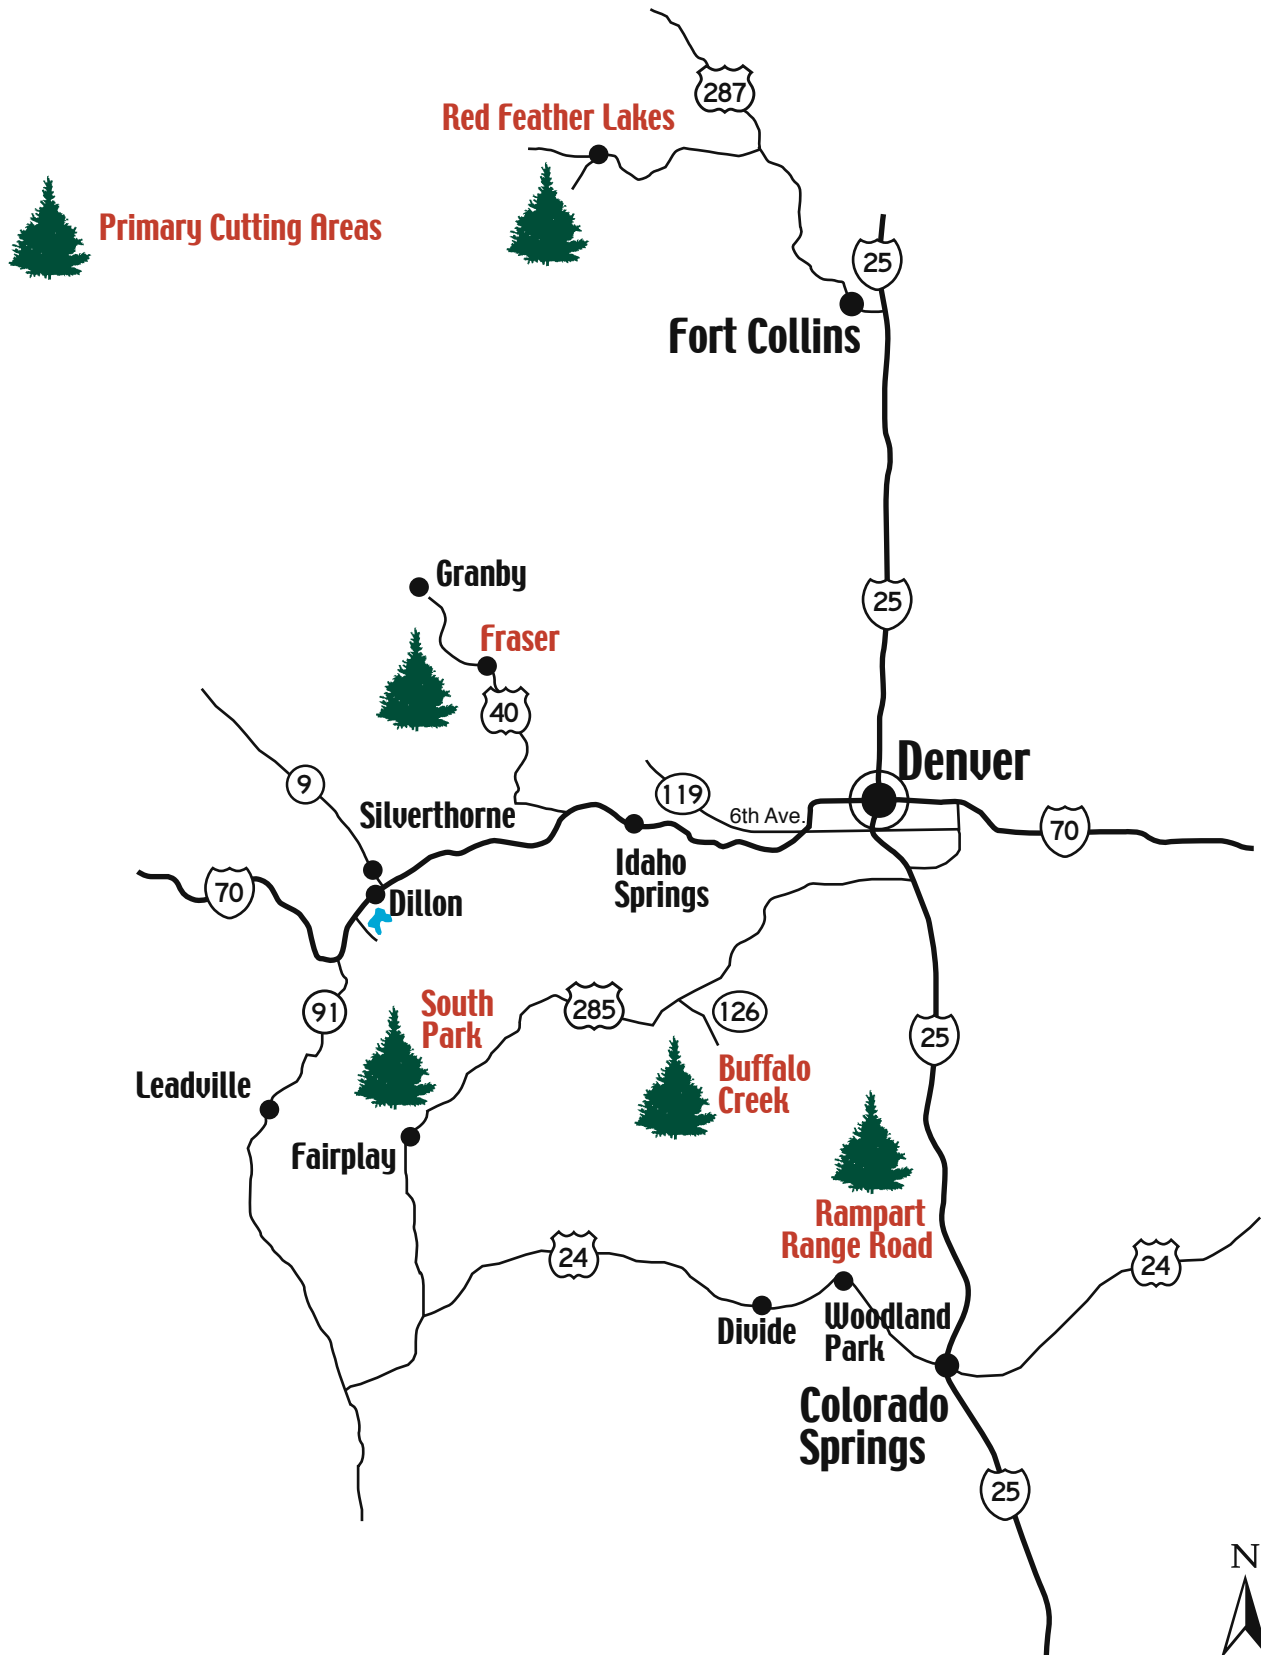 287
Red Feather Lakes
Primary Cutting Areas
25
Fort Collins
Granby
25
Fraser
40
Denver
9
119
Silverthorne
6th Ave.
70
Idaho
Springs
70
Dillon
91
South
Park
285
126
25
Buffalo
Creek
Leadville
Fairplay
Rampart
Range Road
24
24
Divide
Woodland
Park
Colorado
Springs
25
N